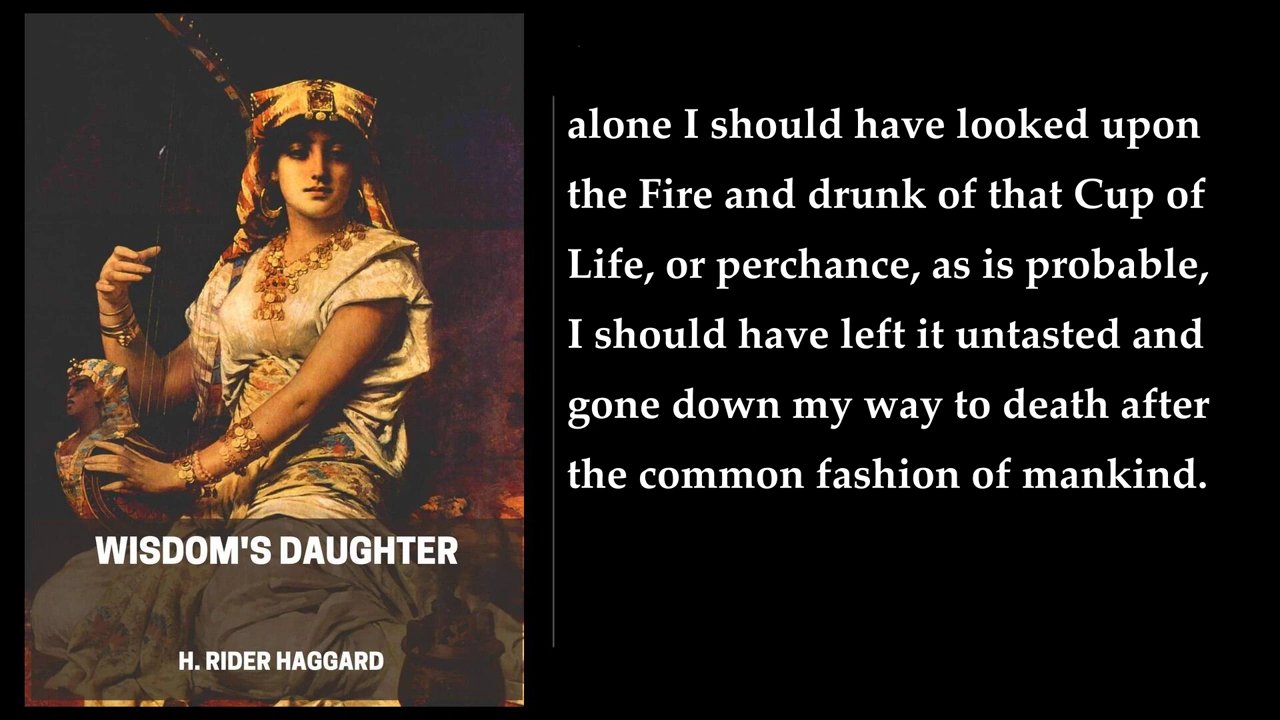 WISDOM'S DAUGHTER
H. RIDER HAGGARD
alone I should have looked upon
the Fire and drunk of that Cup of
Life, or perchance, as is probable,
I should have left it untasted and
gone down my way to death after
the common fashion of mankind.